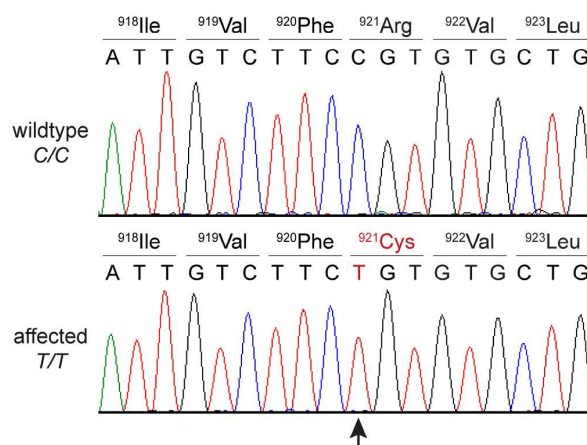 918Ile 919Val 920Phe 921Arg 922Val 923Leu
A T T G T C T T C C G T G T G C T G
wildtype
C/C
918Ile 919Val 920Phe 921Cys 922Val 923Leu
A T T G T C T T C T G T G T G C T G
affected
T/T